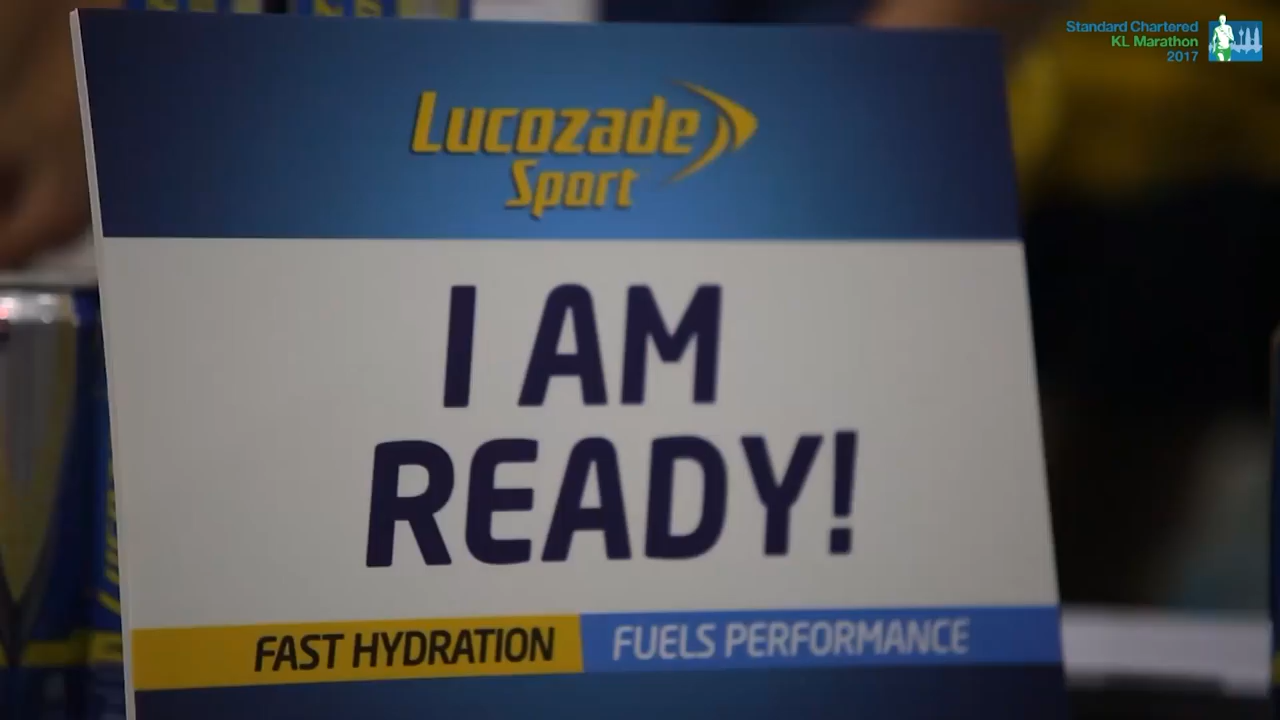 Standard Chartered
KL Marathon
2017
Lucozade
Sport
I AM
READY!
FAST HYDRATION FUELS PERFORMANCE